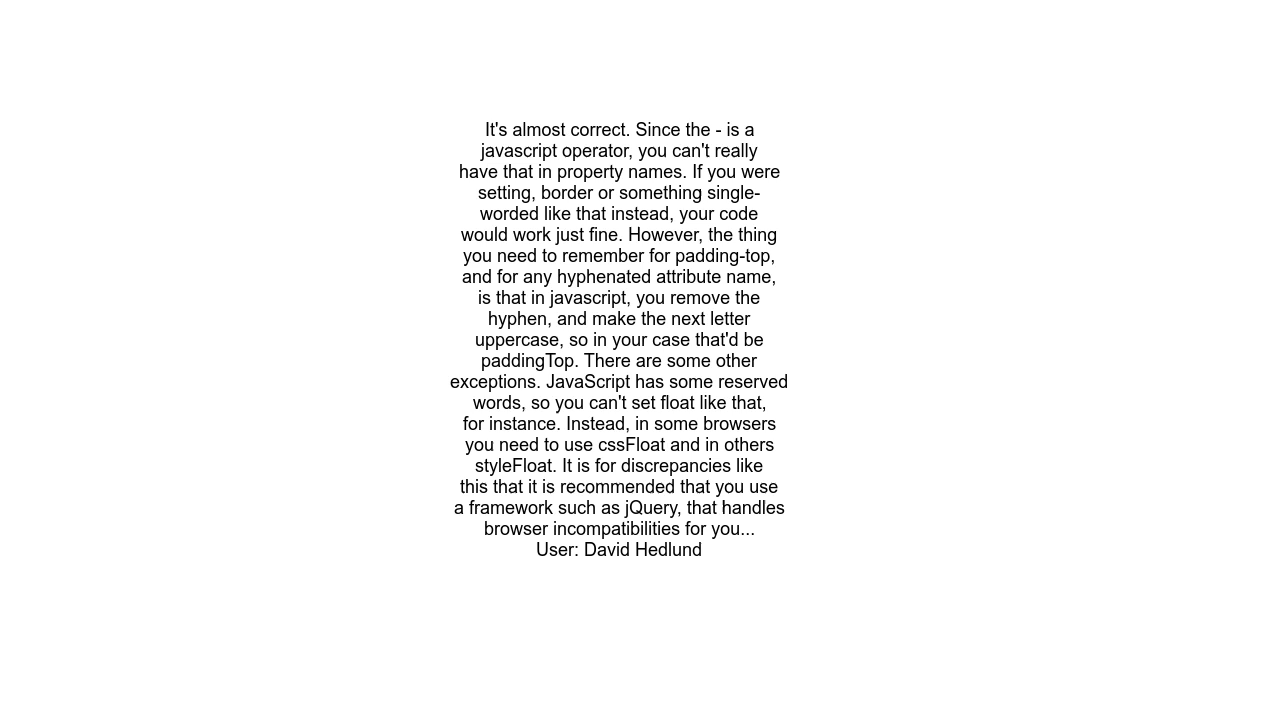 It's almost correct. Since the - is a
javascript operator, you can't really
have that in property names. If you were
setting, border or something single-
worded like that instead, your code
would work just fine. However, the thing
you need to remember for padding-top,
and for any hyphenated attribute name,
is that in javascript, you remove the
hyphen, and make the next letter
uppercase, so in your case that'd be
paddingTop. There are some other
exceptions. JavaScript has some reserved
words, so you can't set float like that,
for instance. Instead, in some browsers
you need to use cssFloat and in others
styleFloat. It is for discrepancies like
this that it is recommended that you use
a framework such as jQuery, that handles
browser incompatibilities for you...
User: David Hedlund